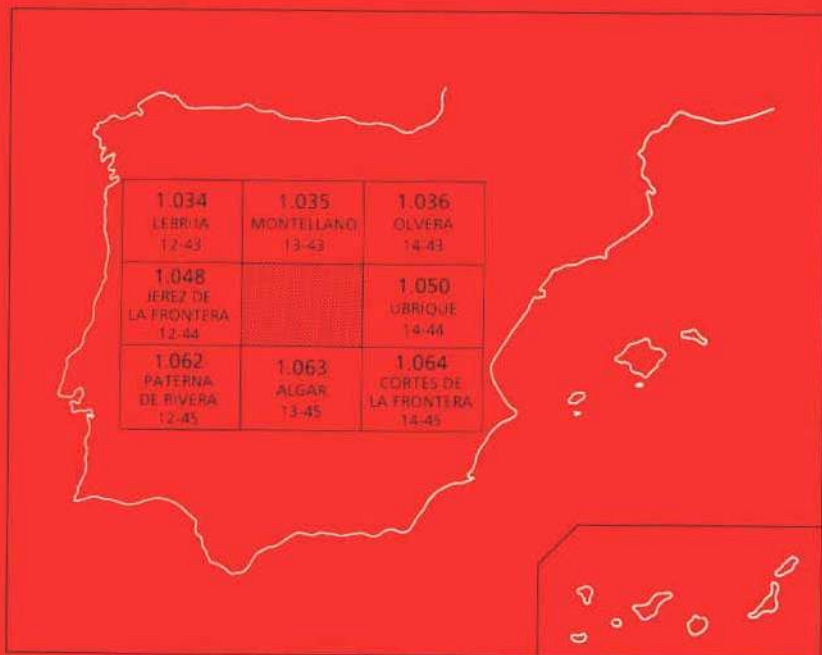 1.034
LEBRIJA
12-43
1.035
MONTELLANO
13-43
1.036
OLVERA
14-43
1.048
JEREZ DE
LA FRONTERA
12-44
1.050
UBRIQUE
14-44
1.062
PATERNA
DE RIVERA
12-45
1.063
ALGAR
13-45
1.064
CORTES DE
LA FRONTERA
14-45